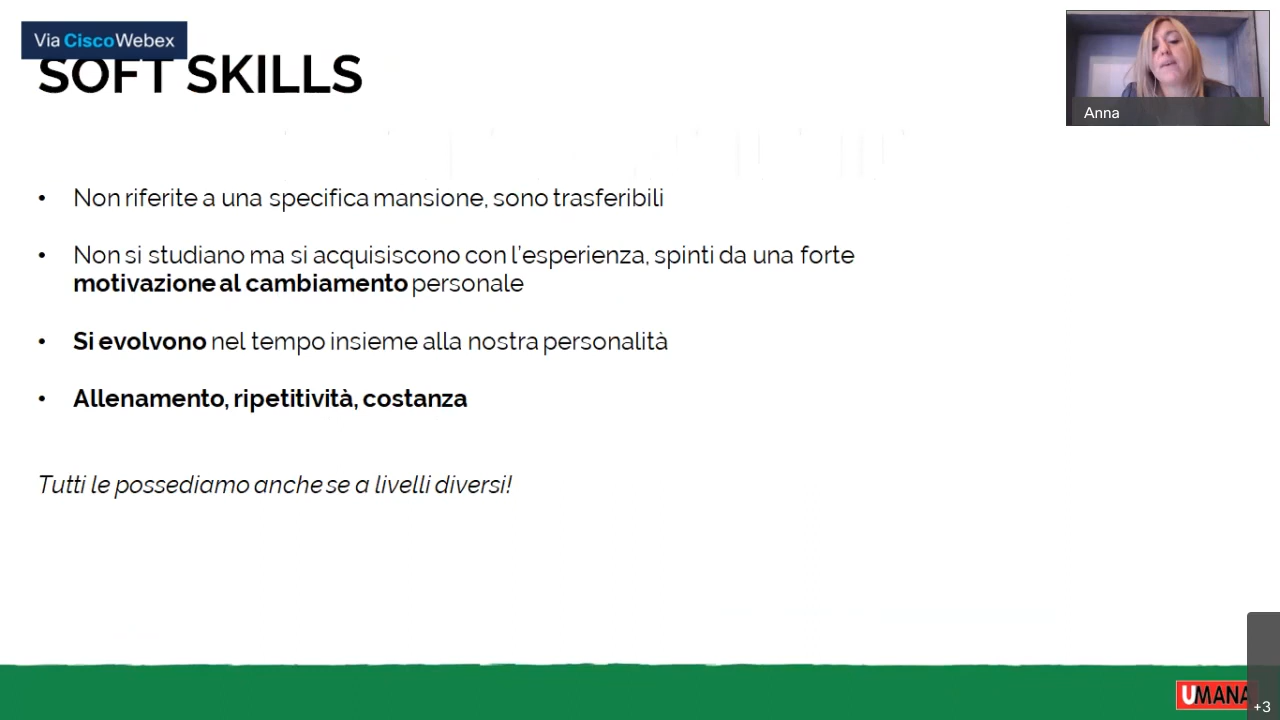 Via CiscoWebex
SOFT SKILLS
Anna
• Non riferite a una specifica mansione, sono trasferibili
• Non si studiano ma si acquisiscono con l'esperienza, spinti da una forte
motivazione al cambiamento personale
• Si evolvono nel tempo insieme alla nostra personalità
• Allenamento, ripetitività, costanza
Tutti le possediamo anche se a livelli diversi!
UMANA
+3